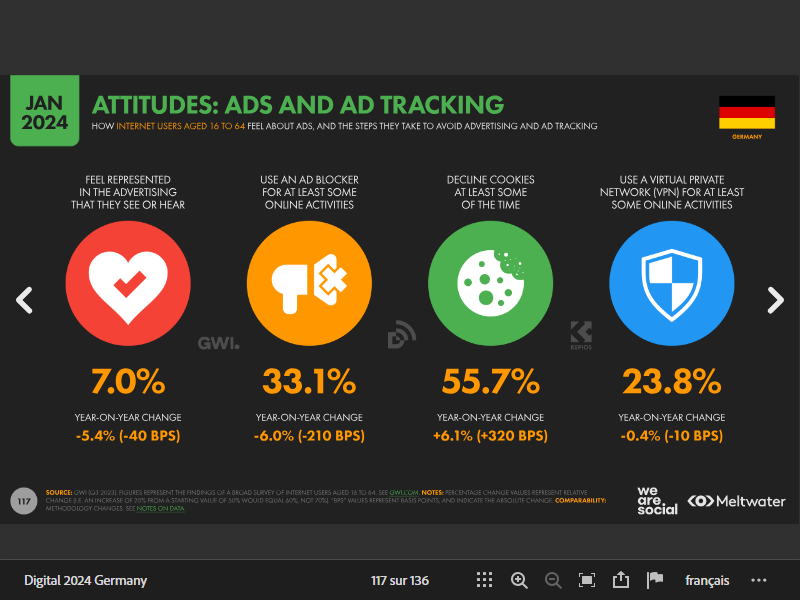 JAN
2024
ATTITUDES: ADS AND AD TRACKING
HOW INTERNET USERS AGED 16 TO 64 FEEL ABOUT ADS, AND THE STEPS THEY TAKE TO AVOID ADVERTISING AND AD TRACKING
GERMANY
FEEL REPRESENTED
IN THE ADVERTISING
THAT THEY SEE OR HEAR
USE AN AD BLOCKER
FOR AT LEAST SOME
ONLINE ACTIVITIES
DECLINE COOKIES
AT LEAST SOME
OF THE TIME
USE A VIRTUAL PRIVATE
NETWORK (VPN) FOR AT LEAST
SOME ONLINE ACTIVITIES
GWI.
KEPIOS
7.0%
33.1%
55.7%
23.8%
YEAR-ON-YEAR CHANGE
-5.4% (-40 BPS)
YEAR-ON-YEAR CHANGE
-6.0% (-210 BPS)
YEAR-ON-YEAR CHANGE
+6.1% (+320 BPS)
YEAR-ON-YEAR CHANGE
-0.4% (-10 BPS)
117
SOURCE: GWI (Q3 2023). FIGURES REPRESENT THE FINDINGS OF A BROAD SURVEY OF INTERNET USERS AGED 16 TO 64. SEE GWI.COM. NOTES: PERCENTAGE CHANGE VALUES REPRESENT RELATIVE
CHANGE (I.E. AN INCREASE OF 20% FROM A STARTING VALUE OF 50% WOULD EQUAL 60%, NOT 70%). "BPS" VALUES REPRESENT BASIS POINTS, AND INDICATE THE ABSOLUTE CHANGE. COMPARABILITY:
METHODOLOGY CHANGES. SEE NOTES ON DATA.
we
are.
social
Meltwater
Digital 2024 Germany
117 sur 136
français